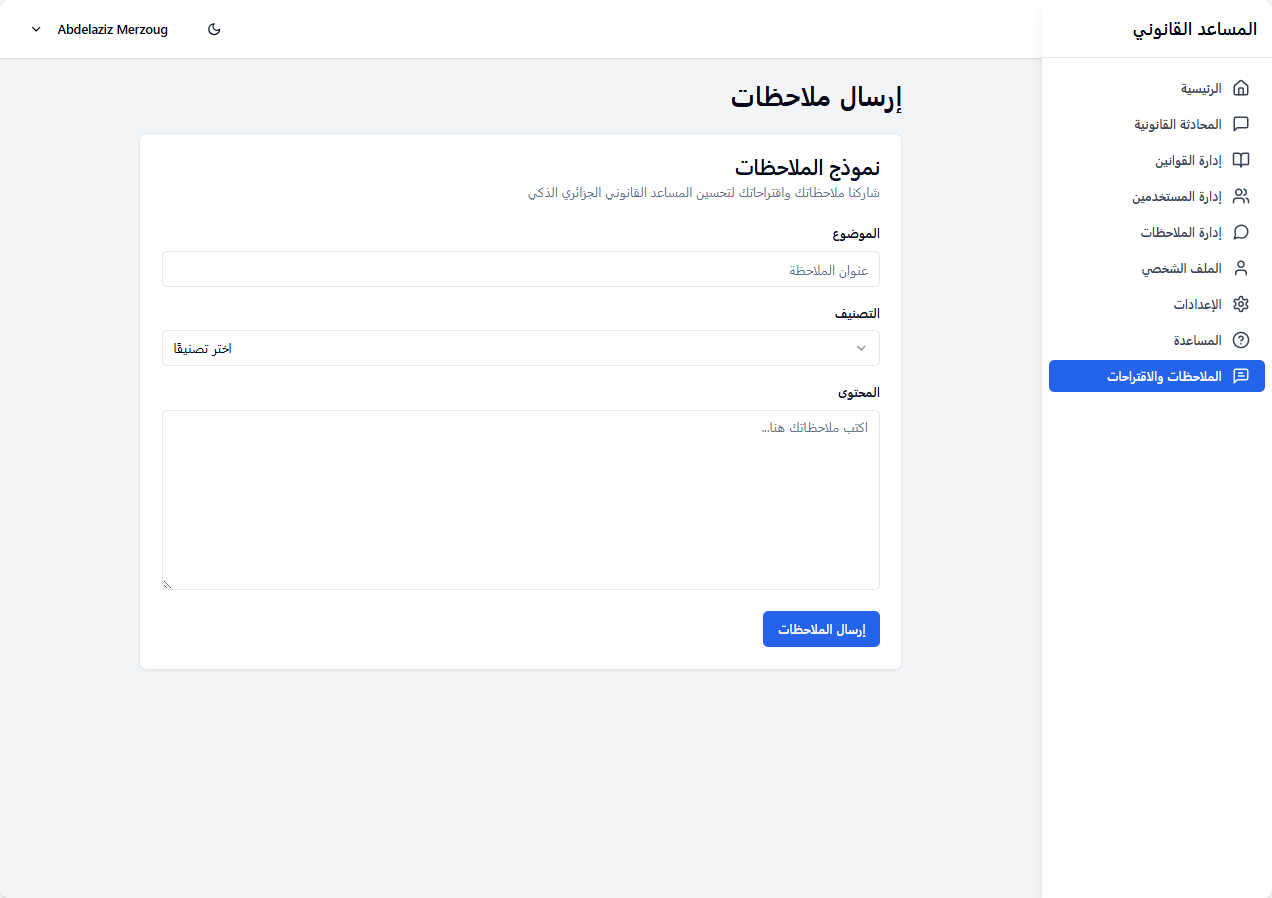 المساعد القانوني
Abdelaziz Merzoug
الرئيسية
المحادثة القانونية
إدارة القوانين
إدارة المستخدمين
إدارة الملاحظات
الملف الشخصي
الإعدادات
المساعدة
الملاحظات والاقتراحات
إرسال ملاحظات
نموذج الملاحظات
شاركنا ملاحظاتك واقتراحاتك لتحسين المساعد القانوني الجزائري الذكي
الموضوع
عنوان الملاحظة
التصنيف
اختر تصنيفًا
المحتوى
اكتب ملاحظاتك هنا...
إرسال الملاحظات